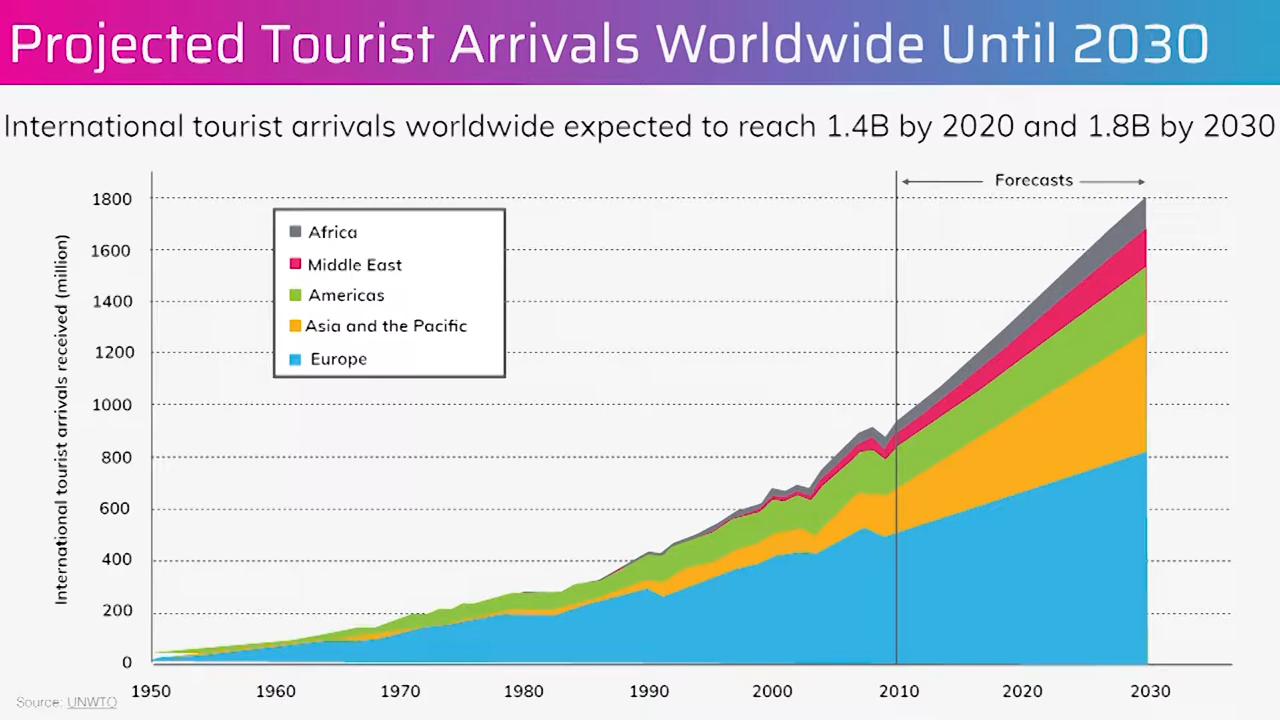 Projected Tourist Arrivals Worldwide Until 2030
International tourist arrivals worldwide expected to reach 1.4B by 2020 and 1.8B by 2030
Forecasts
International tourist arrivals received (million)
1800
1600
1400
1200
1000
800
600
400
200
0
Africa
Middle East
Americas
Asia and the Pacific
Europe
1950 1960 1970 1980 1990 2000 2010 2020 2030
Source: UNWTO